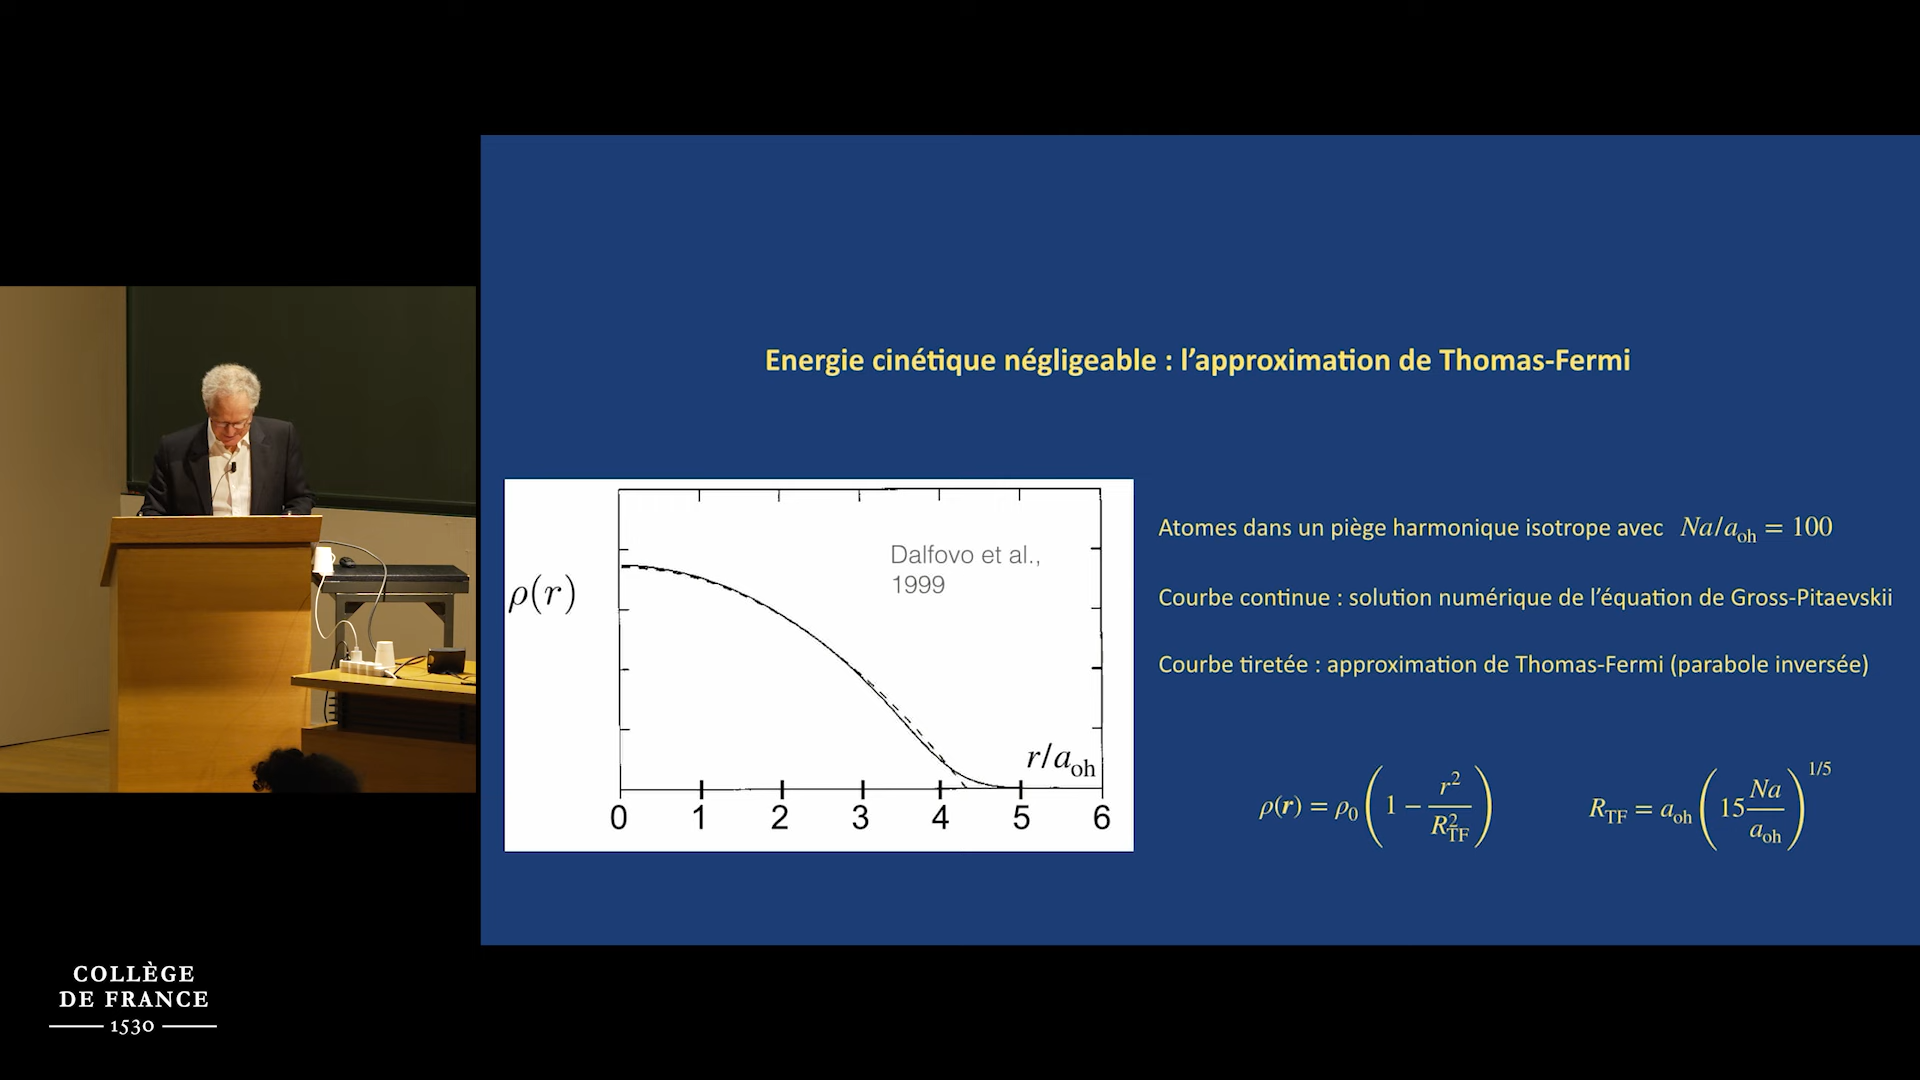 Energie cinétique négligeable : l’approximation de Thomas-Fermi
Dalfovo et al.,
1999
ρ(r)
r/a_oh
0 1 2 3 4 5 6
Atomes dans un piège harmonique isotrope avec Na/a_oh = 100
Courbe continue : solution numérique de l’équation de Gross-Pitaevskii
Courbe tiretée : approximation de Thomas-Fermi (parabole inversée)
ρ(r) = ρ₀ (1 − r²/R²_TF)
R_TF = a_oh (15 Na/a_oh)^1/5
COLLÈGE
DE FRANCE
1530